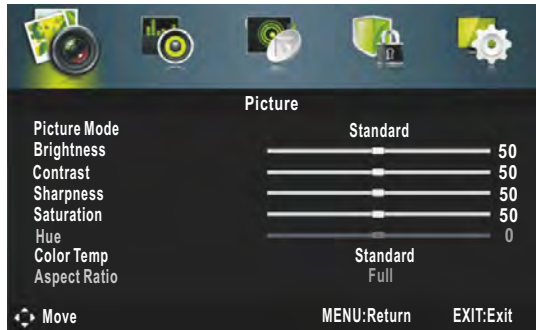 Picture
Picture Mode Standard
Brightness 50
Contrast 50
Sharpness 50
Saturation 50
Hue 0
Color Temp Standard
Aspect Ratio Full
Move MENU:Return EXIT:Exit